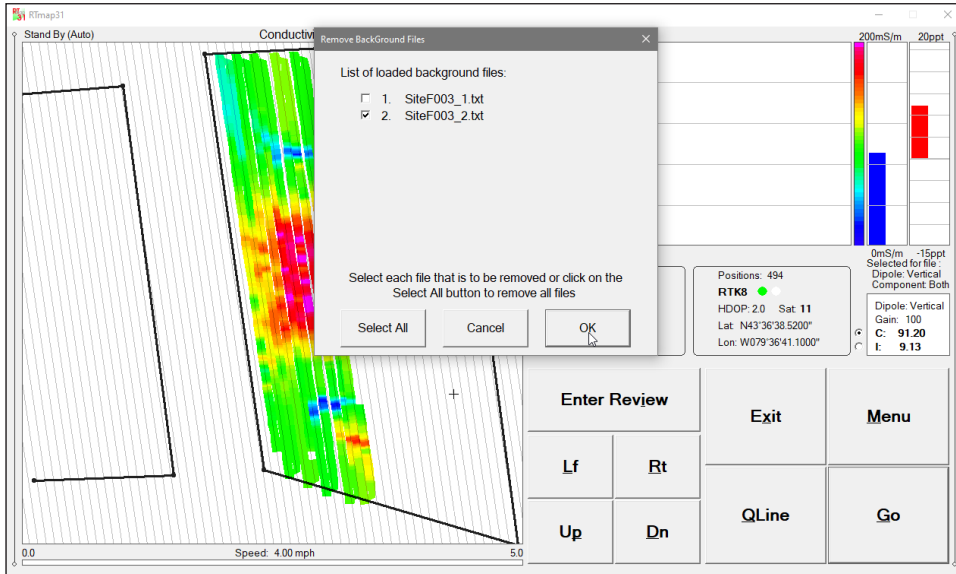 RTmap31
Stand By (Auto)
200mS/m 20ppt
Remove BackGround Files
List of loaded background files:
1. SiteF003_1.txt
2. SiteF003_2.txt
Select each file that is to be removed or click on the
Select All button to remove all files
Select All Cancel OK
0mS/m -15ppt
Selected for file :
Dipole: Vertical
Component: Both
Positions: 494
RTK8
HDOP: 2.0 Sat: 11
Lat: N43°36'38.5200"
Lon: W079°36'41.1000"
Dipole: Vertical
Gain: 100
C: 91.20
I: 9.13
Enter Review
Exit
Menu
Lf
Rt
QLine
Go
Up
Dn
0.0 Speed: 4.00 mph 5.0